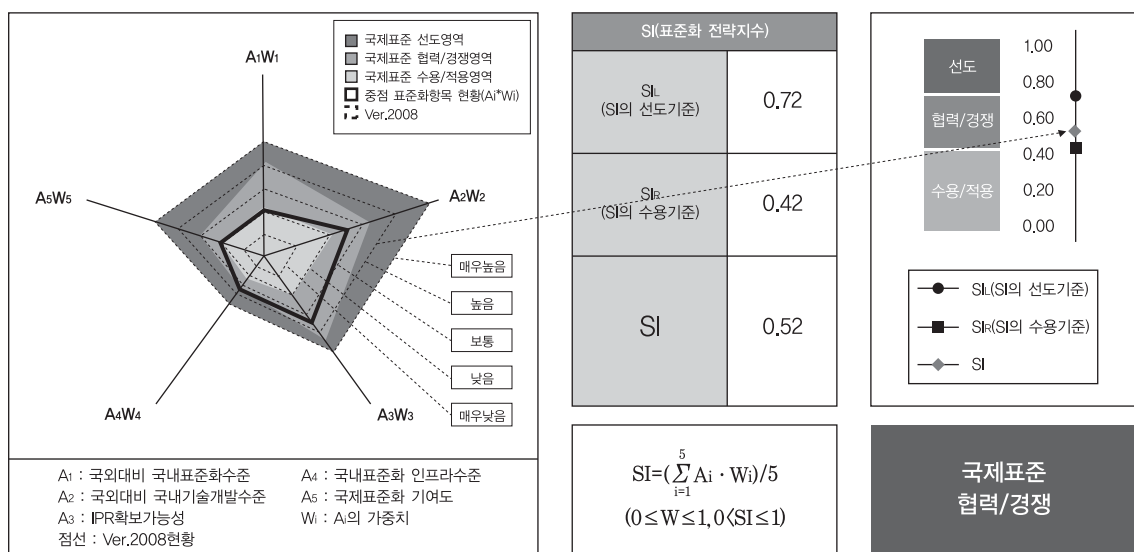 국제표준 선도영역
국제표준 협력/경쟁영역
국제표준 수용/적용영역
중점 표준화항목 현황(Ai*Wi)
Ver.2008
A₁W₁
A₂W₂
A₃W₃
A₄W₄
A₅W₅
매우높음
높음
보통
낮음
매우낮음
A₁ : 국외대비 국내표준화수준
A₂ : 국외대비 국내기술개발수준
A₃ : IPR확보가능성
점선 : Ver.2008현황
A₄ : 국내표준화 인프라수준
A₅ : 국제표준화 기여도
Wᵢ : Aᵢ의 가중치
SI(표준화 전략지수)
SIL
(SI의 선도기준)
0.72
SIR
(SI의 수용기준)
0.42
SI
0.52
SI=(5∑i=1 Ai · Wi)/5
(0≤W≤1, 0<SI≤1)
선도
협력/경쟁
수용/적용
1.00
0.80
0.60
0.40
0.20
0.00
SIL(SI의 선도기준)
SIR(SI의 수용기준)
SI
국제표준
협력/경쟁